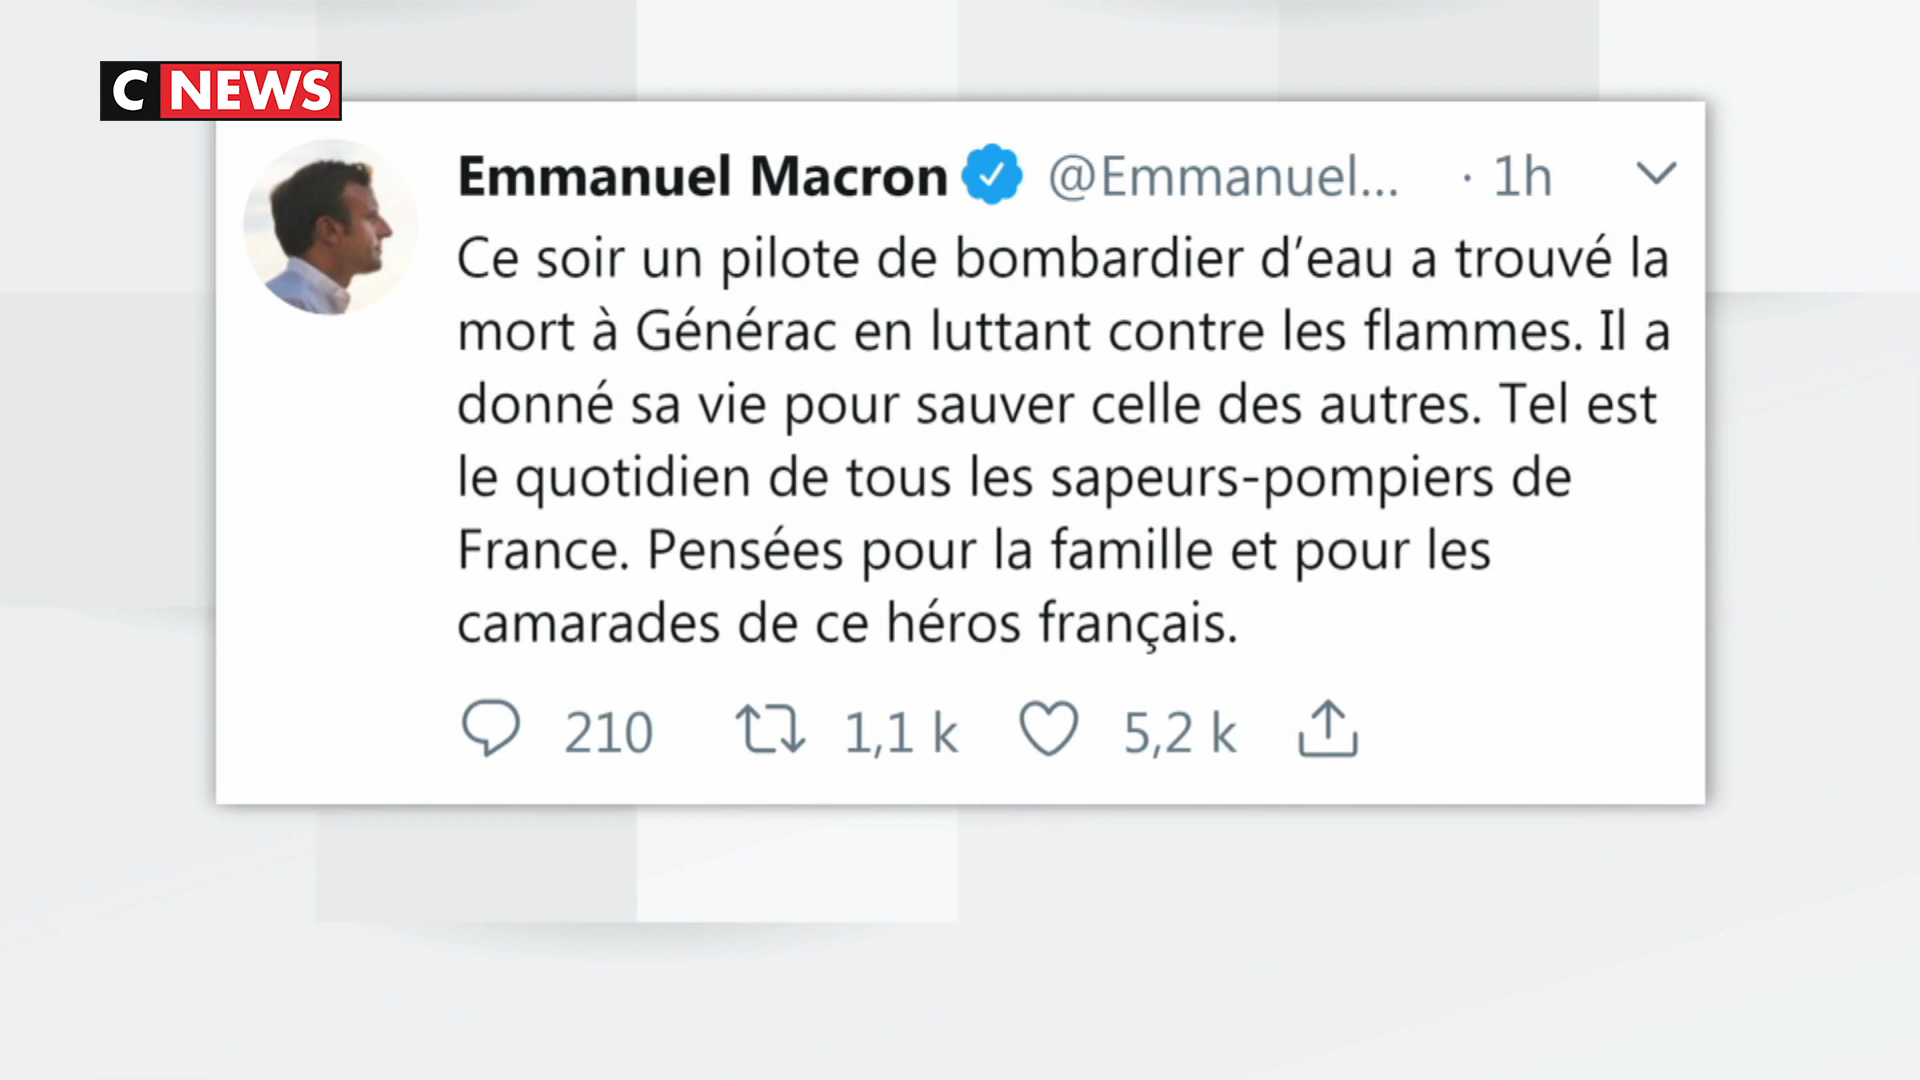 C NEWS
Emmanuel Macron @Emmanuel... · 1h
Ce soir un pilote de bombardier d’eau a trouvé la
mort à Générac en luttant contre les flammes. Il a
donné sa vie pour sauver celle des autres. Tel est
le quotidien de tous les sapeurs-pompiers de
France. Pensées pour la famille et pour les
camarades de ce héros français.
210 1,1 k 5,2 k